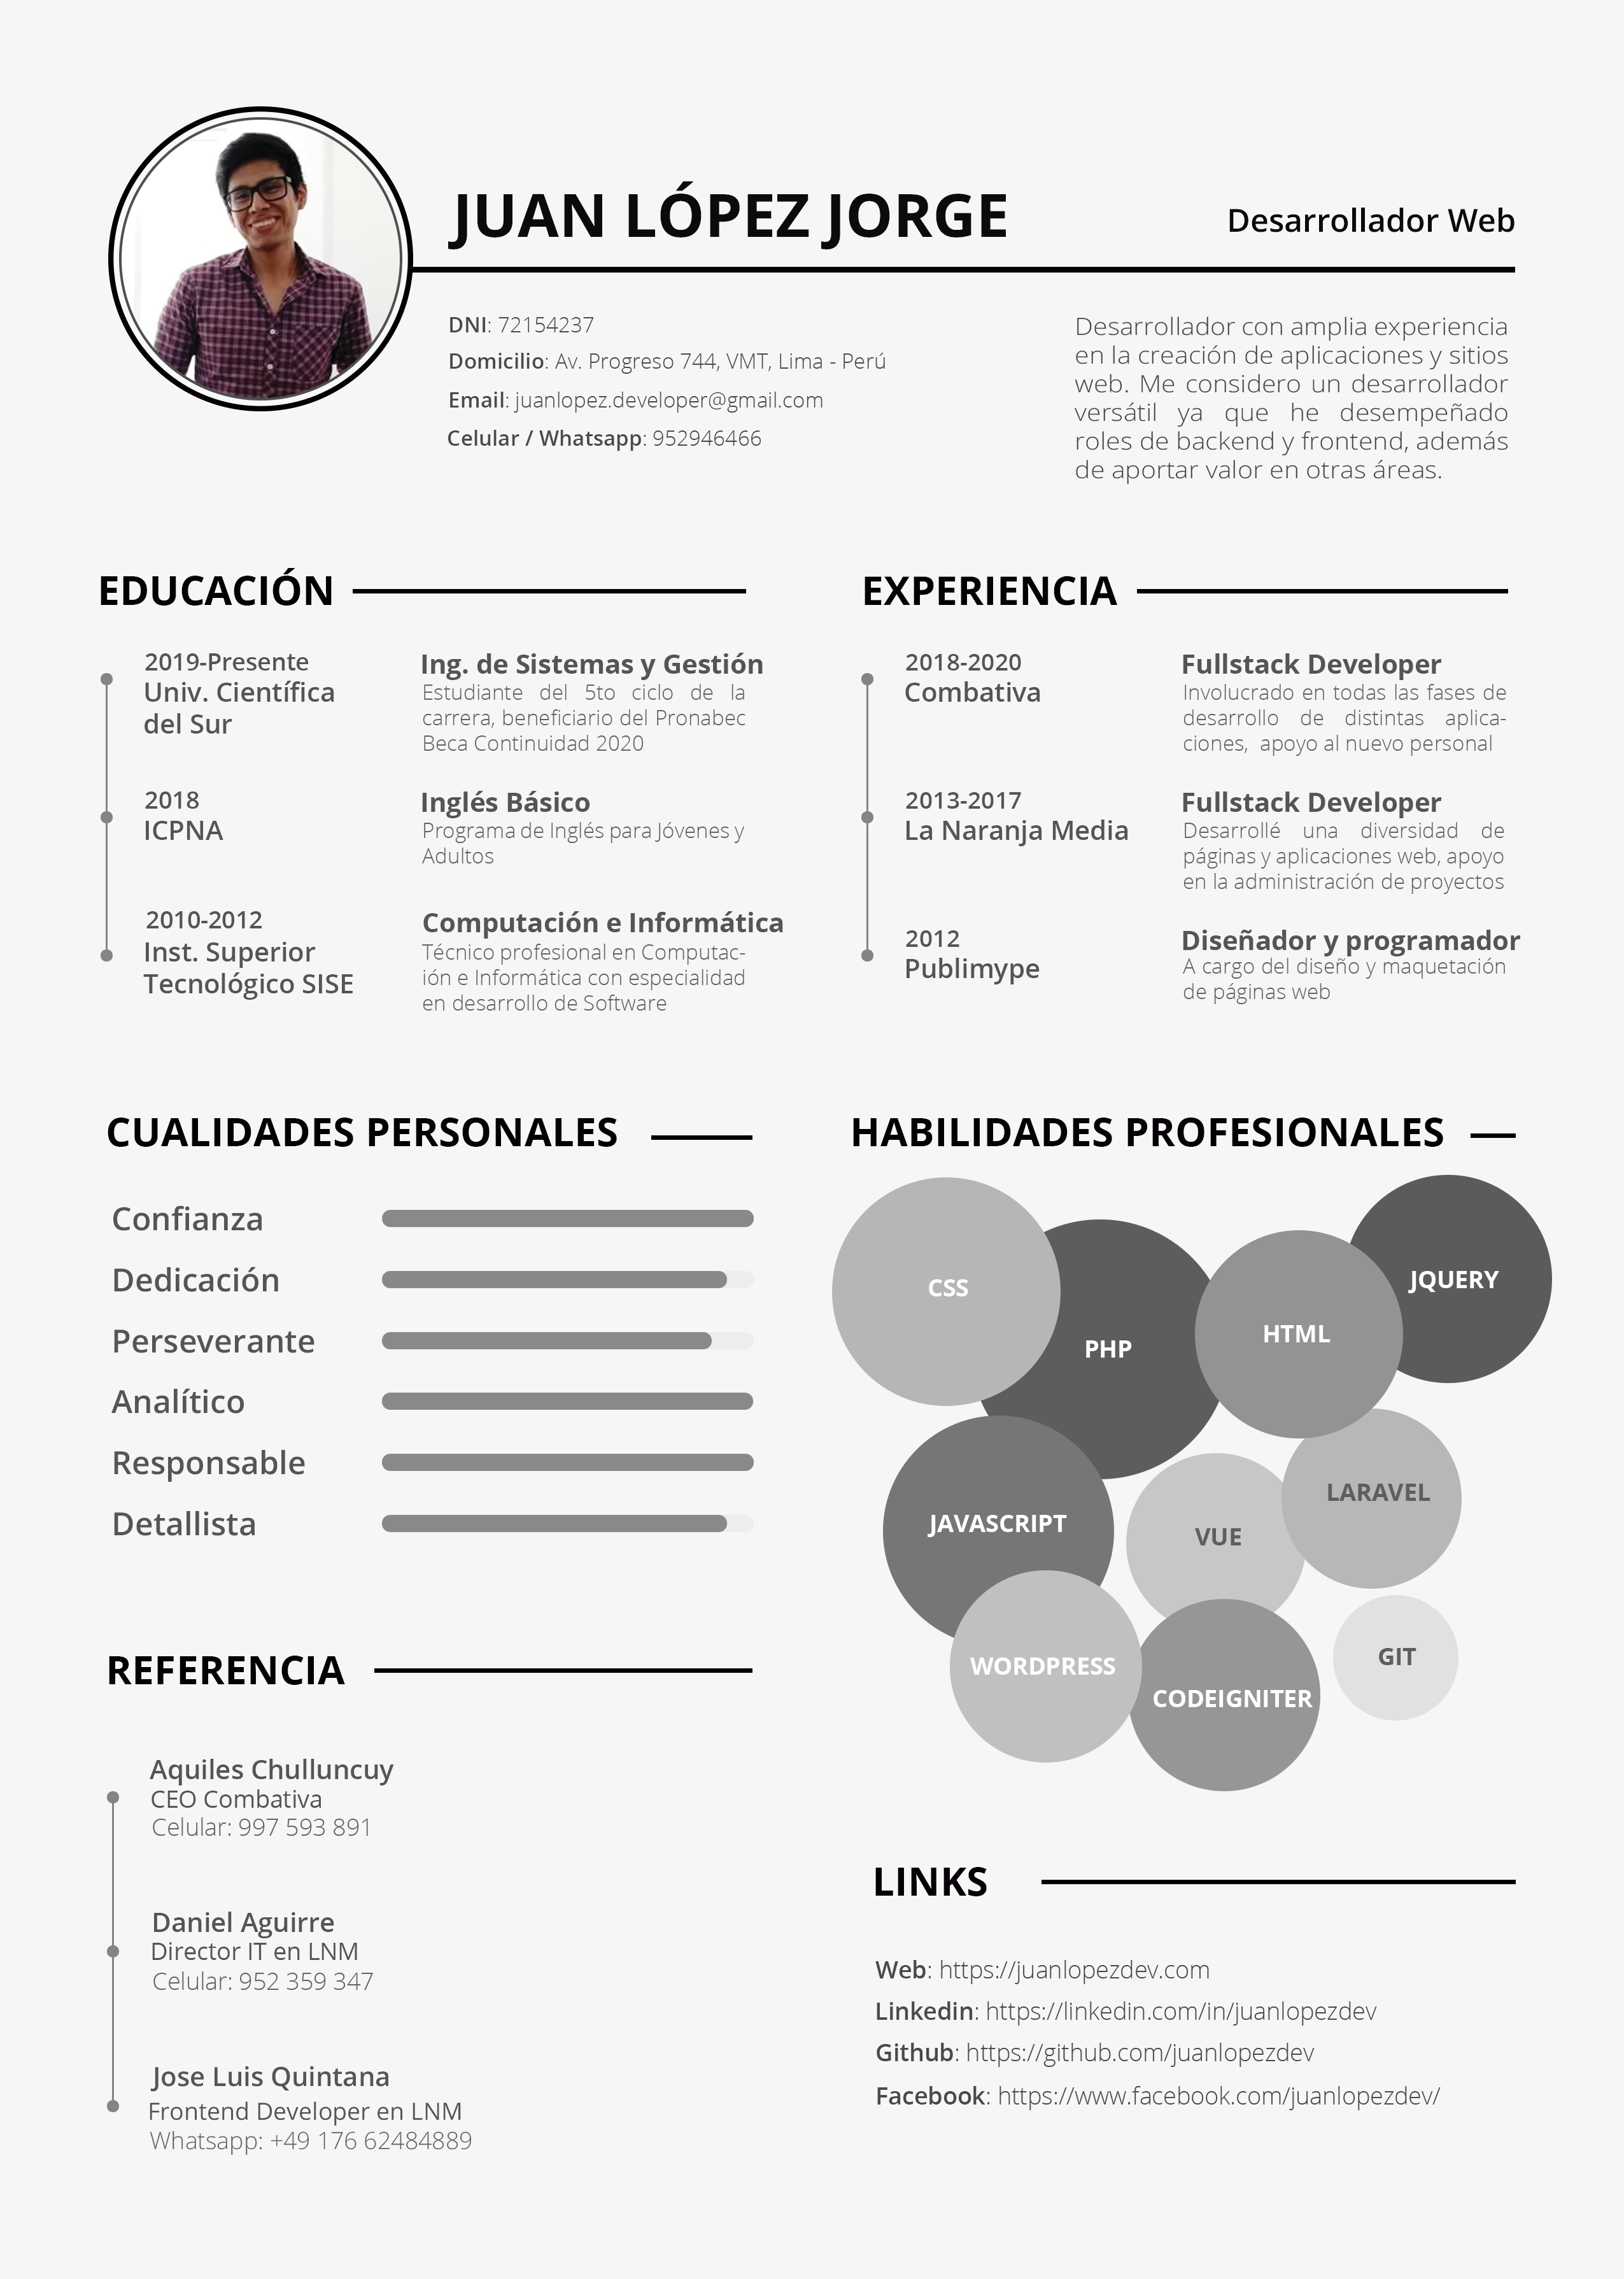 JUAN LÓPEZ JORGE
Desarrollador Web
DNI: 72154237
Domicilio: Av. Progreso 744, VMT, Lima - Perú
Email: juanlopez.developer@gmail.com
Celular / Whatsapp: 952946466
Desarrollador con amplia experiencia
en la creación de aplicaciones y sitios
web. Me considero un desarrollador
versátil ya que he desempeñado
roles de backend y frontend, además
de aportar valor en otras áreas.
EDUCACIÓN
2019-Presente
Univ. Científica
del Sur
Ing. de Sistemas y Gestión
Estudiante del 5to ciclo de la
carrera, beneficiario del Pronabec
Beca Continuidad 2020
2018
ICPNA
Inglés Básico
Programa de Inglés para Jóvenes y
Adultos
2010-2012
Inst. Superior
Tecnológico SISE
Computación e Informática
Técnico profesional en Computac-
ión e Informática con especialidad
en desarrollo de Software
EXPERIENCIA
2018-2020
Combativa
Fullstack Developer
Involucrado en todas las fases de
desarrollo de distintas aplica-
ciones, apoyo al nuevo personal
2013-2017
La Naranja Media
Fullstack Developer
Desarrollé una diversidad de
páginas y aplicaciones web, apoyo
en la administración de proyectos
2012
Publimype
Diseñador y programador
A cargo del diseño y maquetación
de páginas web
CUALIDADES PERSONALES
Confianza
Dedicación
Perseverante
Analítico
Responsable
Detallista
HABILIDADES PROFESIONALES
CSS
PHP
HTML
JQUERY
JAVASCRIPT
VUE
LARAVEL
WORDPRESS
CODEIGNITER
GIT
REFERENCIA
Aquiles Chulluncuy
CEO Combativa
Celular: 997 593 891
Daniel Aguirre
Director IT en LNM
Celular: 952 359 347
Jose Luis Quintana
Frontend Developer en LNM
Whatsapp: +49 176 62484889
LINKS
Web: https://juanlopezdev.com
Linkedin: https://linkedin.com/in/juanlopezdev
Github: https://github.com/juanlopezdev
Facebook: https://www.facebook.com/juanlopezdev/